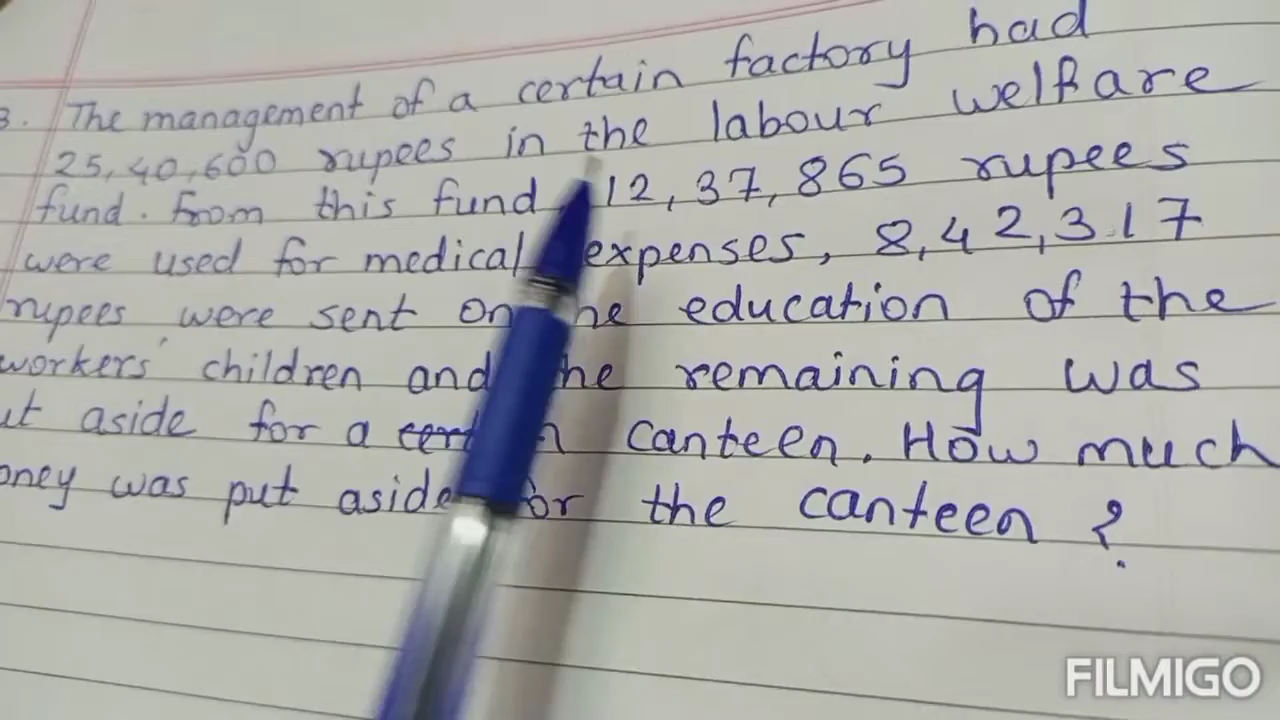 3. The management of a certain factory had
25,40,600 rupees in the labour welfare
fund. From this fund 12,37,865 rupees
were used for medical expenses, 8,42,317
rupees were sent on education of the
workers' children and remaining was
aside for a canteen. How much
was put aside the canteen ?
FILMIGO